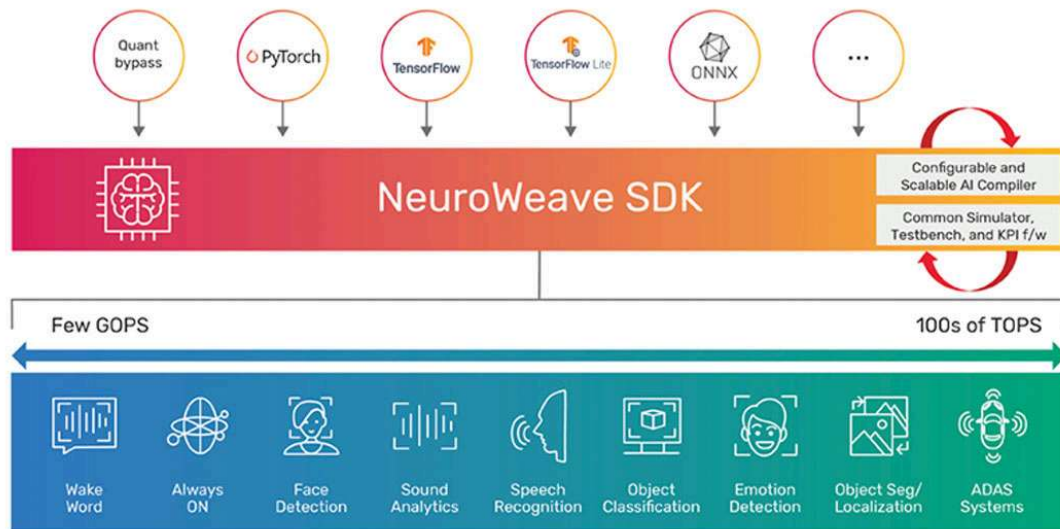 Quant
bypass
PyTorch
TensorFlow
TensorFlow Lite
ONNX
...
NeuroWeave SDK
Configurable and
Scalable AI Compiler
Common Simulator,
Testbench, and KPI f/w
Few GOPS
100s of TOPS
Wake
Word
Always
ON
Face
Detection
Sound
Analytics
Speech
Recognition
Object
Classification
Emotion
Detection
Object Seg/
Localization
ADAS
Systems